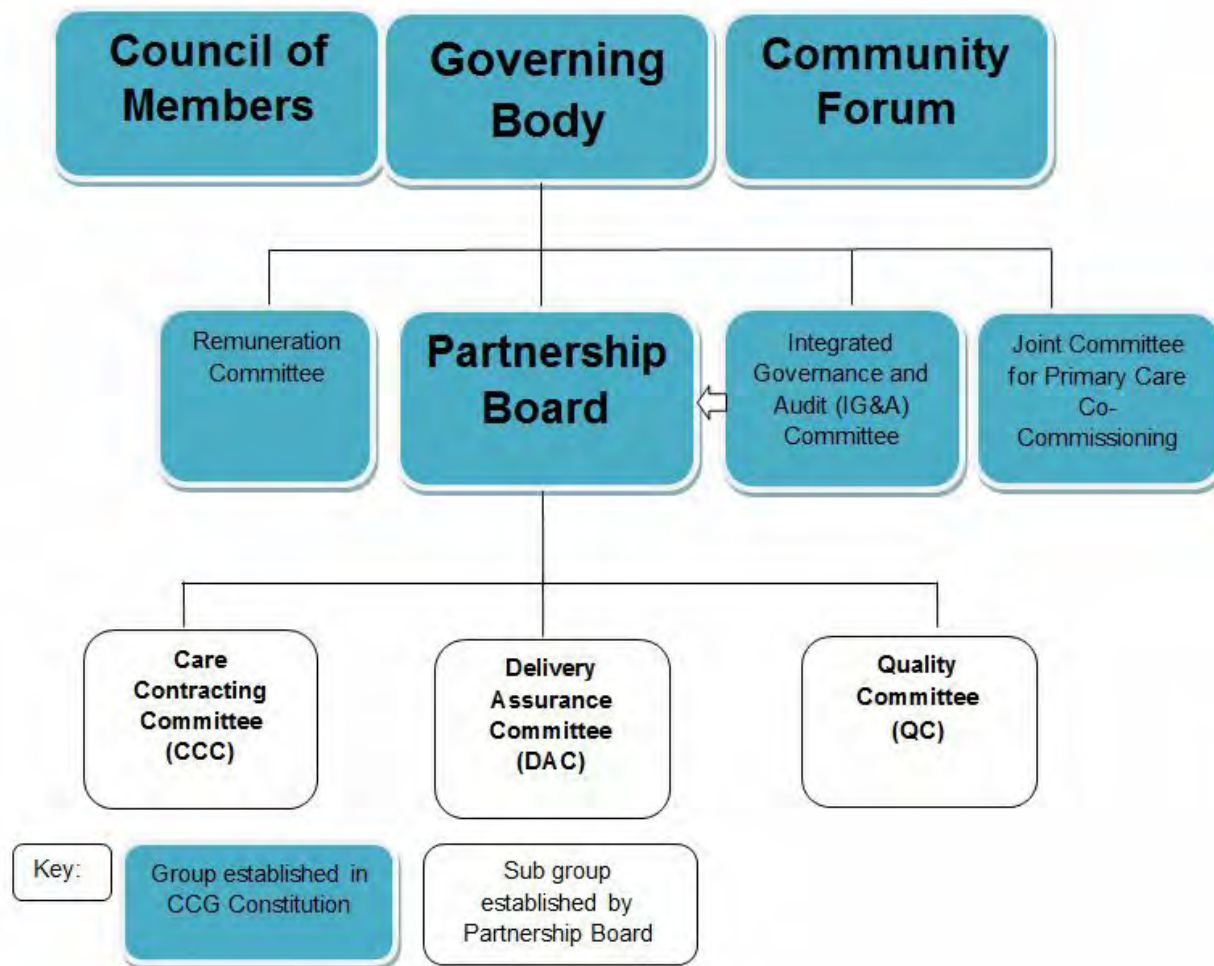 Council of
Members
Governing
Body
Community
Forum
Remuneration
Committee
Partnership
Board
Integrated
Governance and
Audit (IG&A)
Committee
Joint Committee
for Primary Care
Co-
Commissioning
Care
Contracting
Committee
(CCC)
Delivery
Assurance
Committee
(DAC)
Quality
Committee
(QC)
Key:
Group established in
CCG Constitution
Sub group
established by
Partnership Board